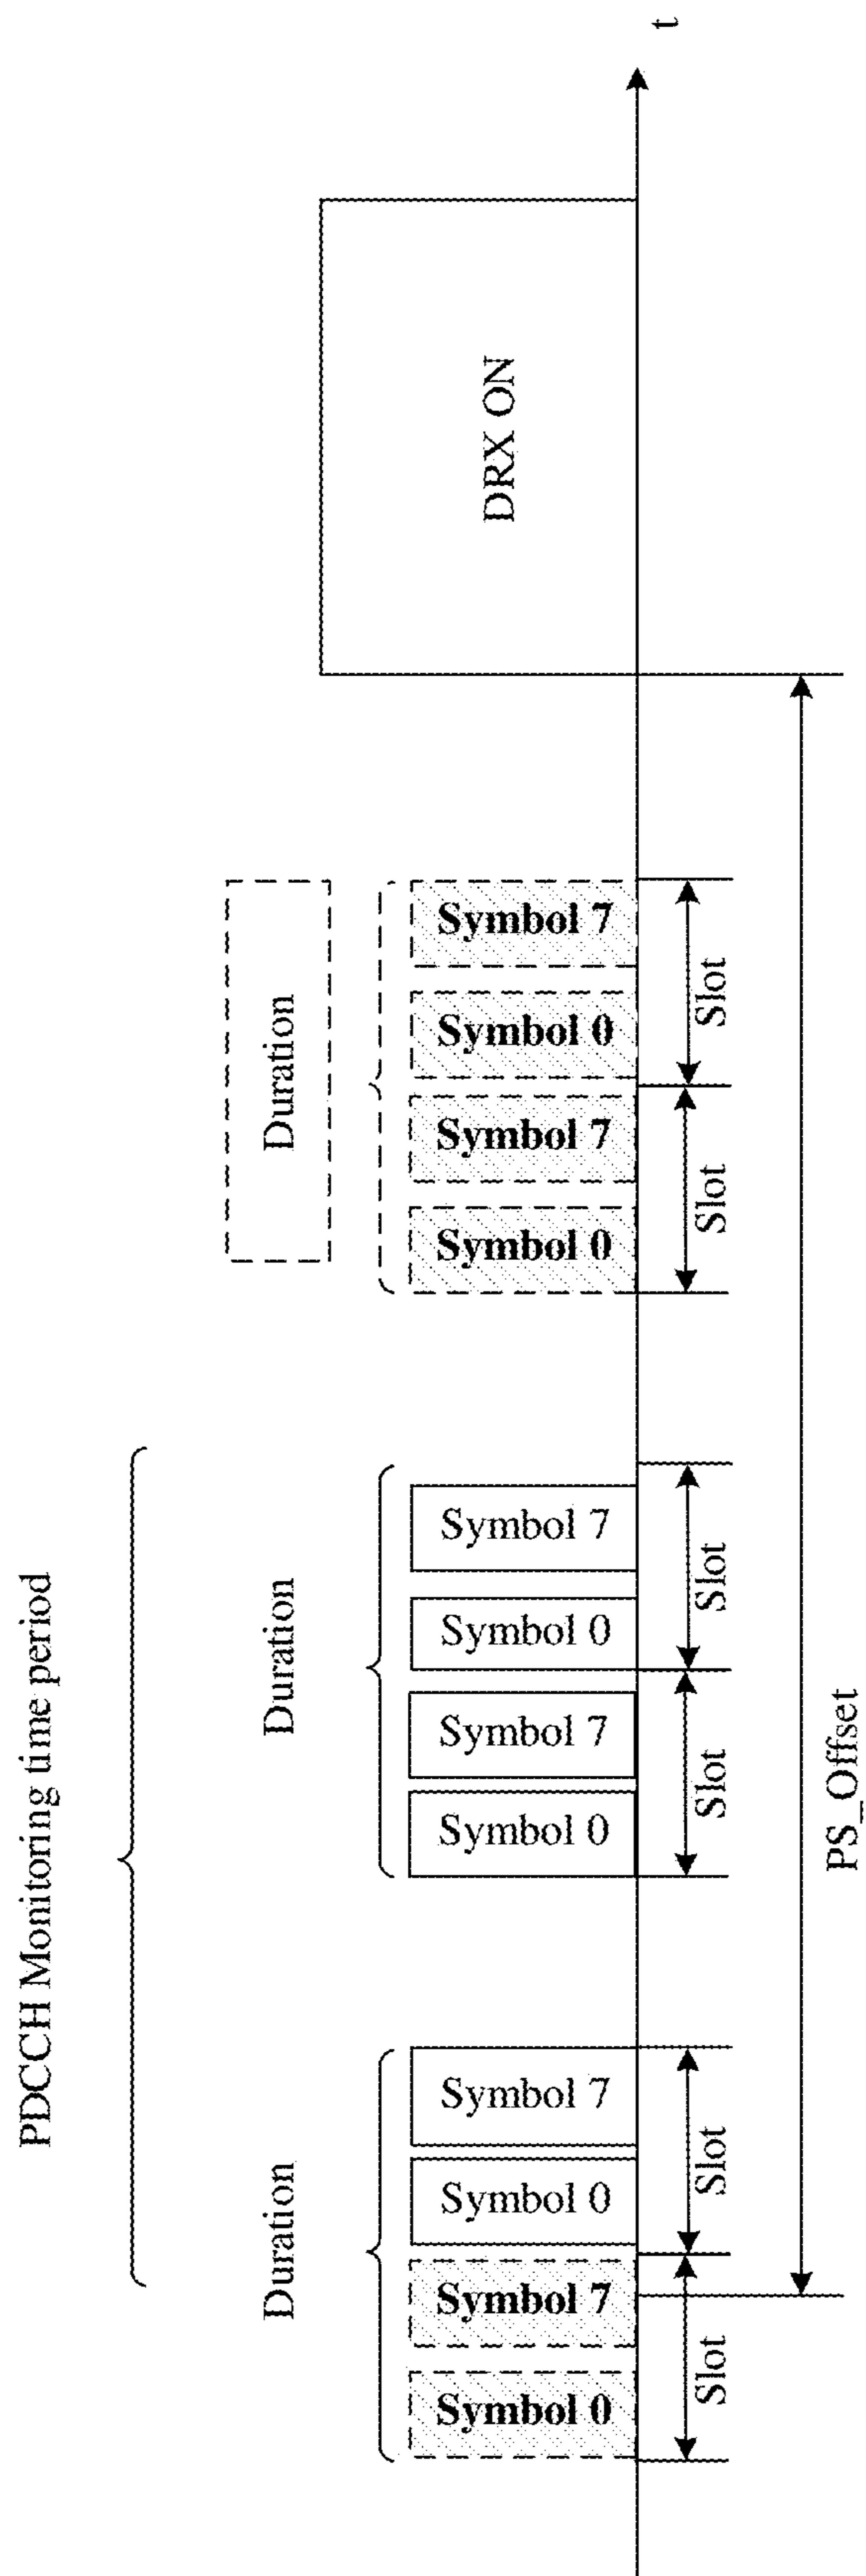 PDCCH Monitoring time period
Duration
Duration
Duration
Symbol 0
Symbol 7
Symbol 0
Symbol 7
Symbol 0
Symbol 7
Symbol 0
Symbol 7
Symbol 0
Symbol 7
Symbol 0
Symbol 7
DRX ON
t
Slot
Slot
Slot
Slot
Slot
Slot
PS_Offset